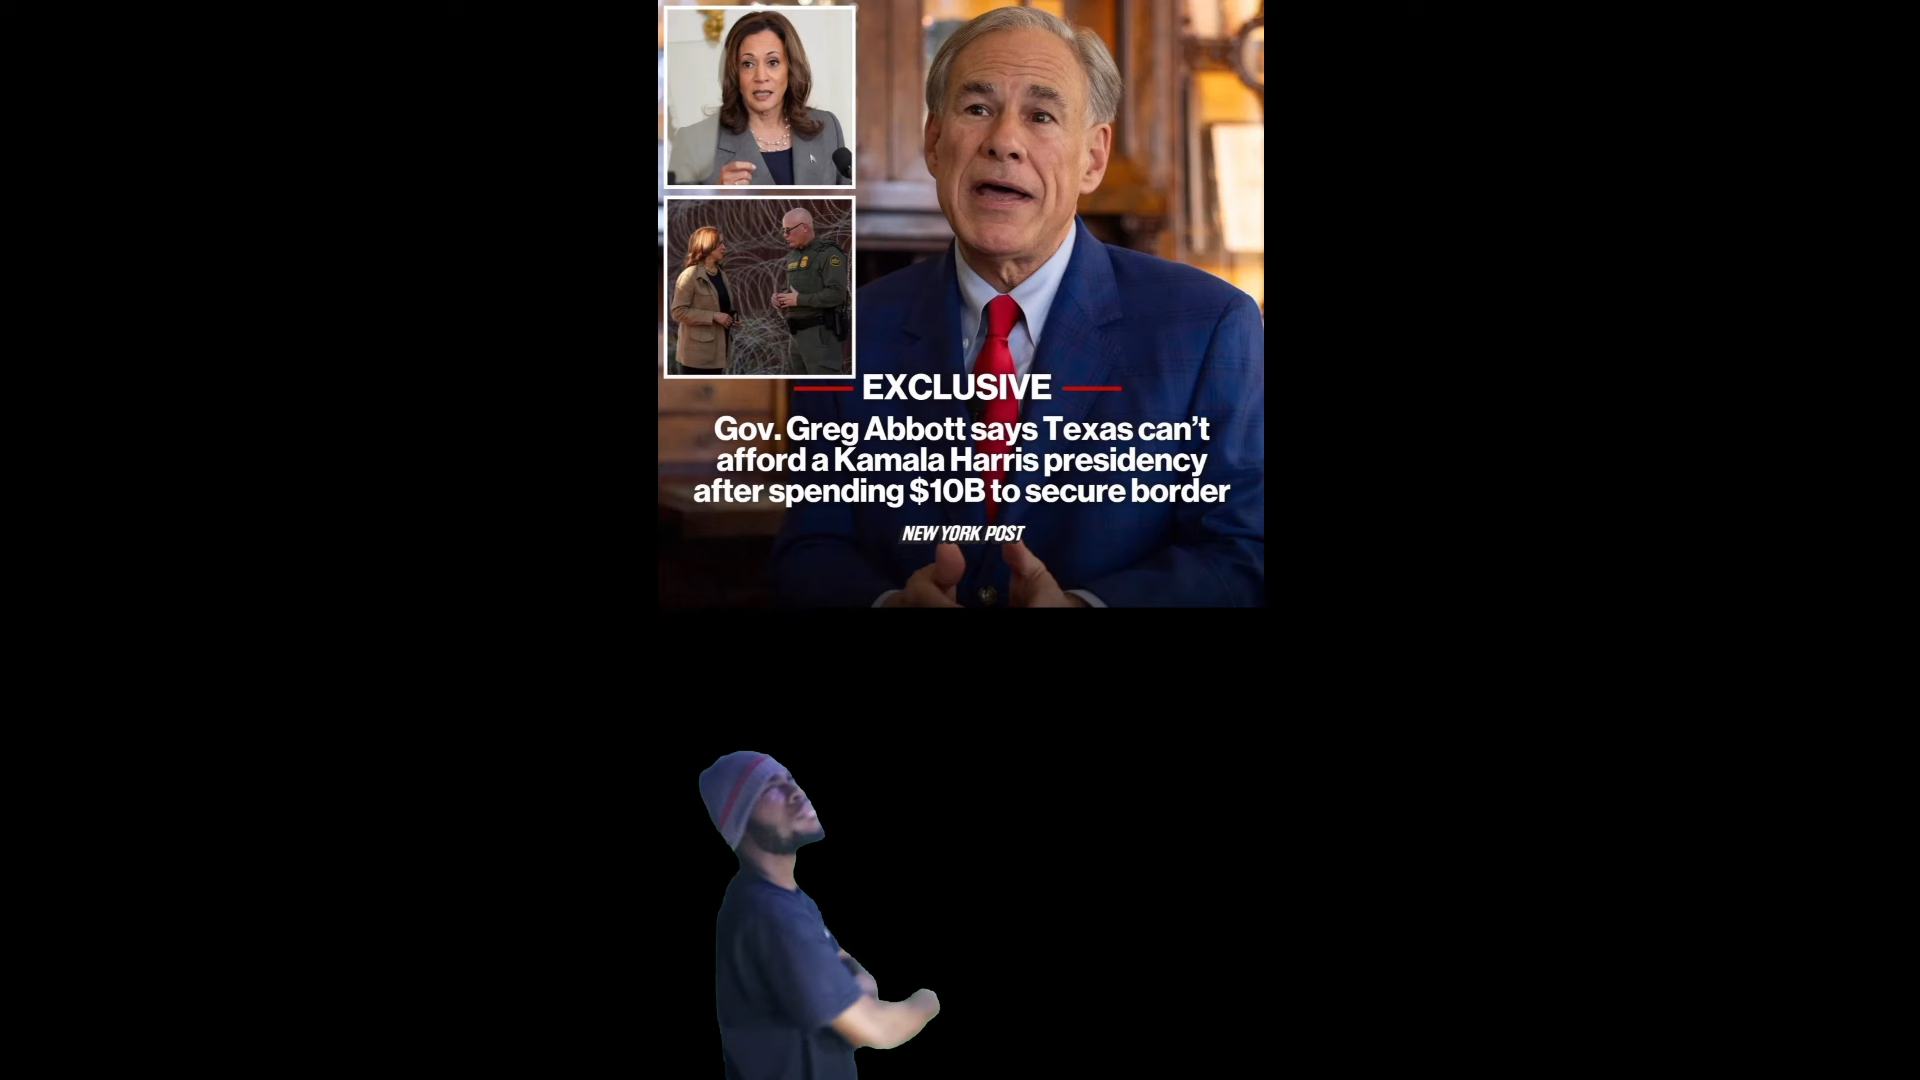 EXCLUSIVE
Gov. Greg Abbott says Texas can't
afford a Kamala Harris presidency
after spending $10B to secure border
NEW YORK POST